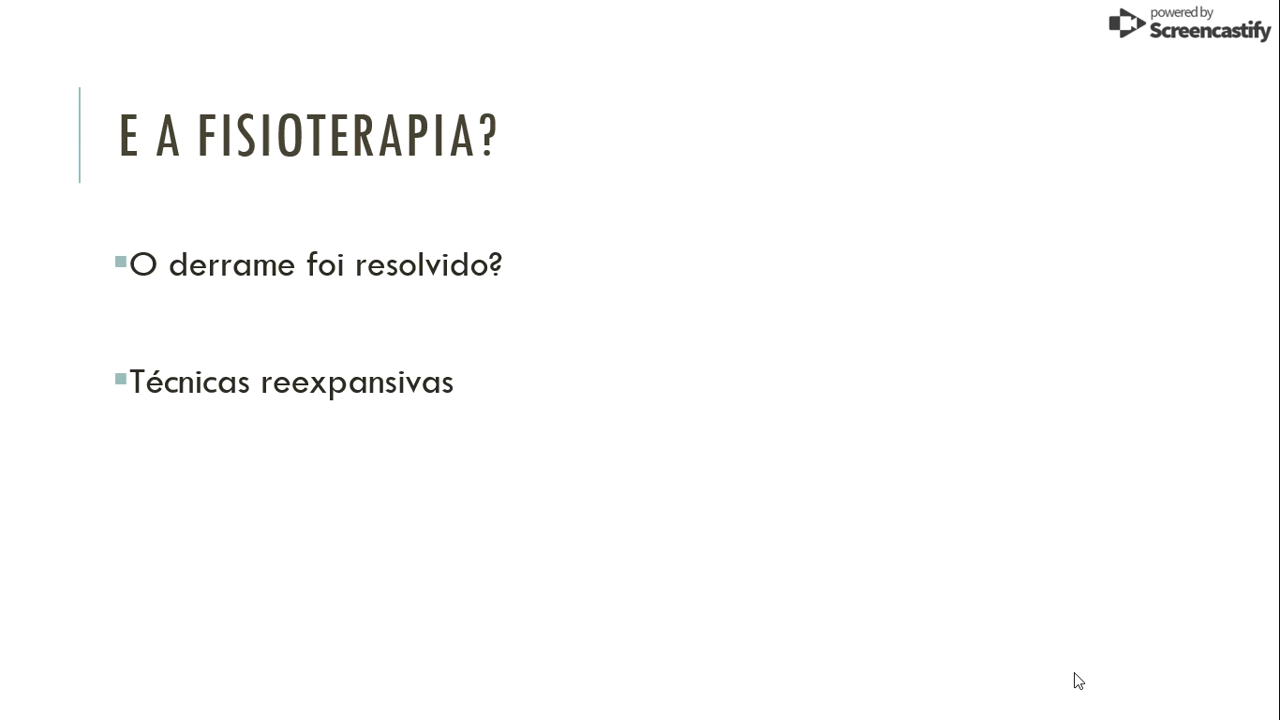 powered by
Screencastify
E A FISIOTERAPIA?
O derrame foi resolvido?
Técnicas reexpansivas